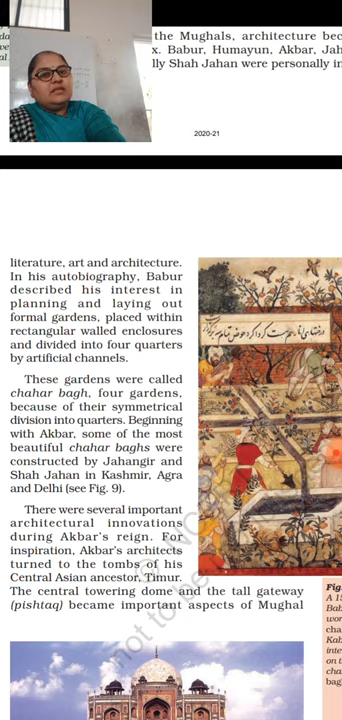 the Mughals, architecture bec
x. Babur, Humayun, Akbar, Jah
lly Shah Jahan were personally in
2020-21
literature, art and architecture.
In his autobiography, Babur
described his interest in
planning and laying out
formal gardens, placed within
rectangular walled enclosures
and divided into four quarters
by artificial channels.
These gardens were called
chahar bagh, four gardens,
because of their symmetrical
division into quarters. Beginning
with Akbar, some of the most
beautiful chahar baghs were
constructed by Jahangir and
Shah Jahan in Kashmir, Agra
and Delhi (see Fig. 9).
There were several important
architectural innovations
during Akbar's reign. For
inspiration, Akbar's architects
turned to the tombs of his
Central Asian ancestor, Timur.
The central towering dome and the tall gateway
(pishtaq) became important aspects of Mughal
Fig.
A 15
Bab
wor
cha
Kab
inte
on t
cha
bag
not to be